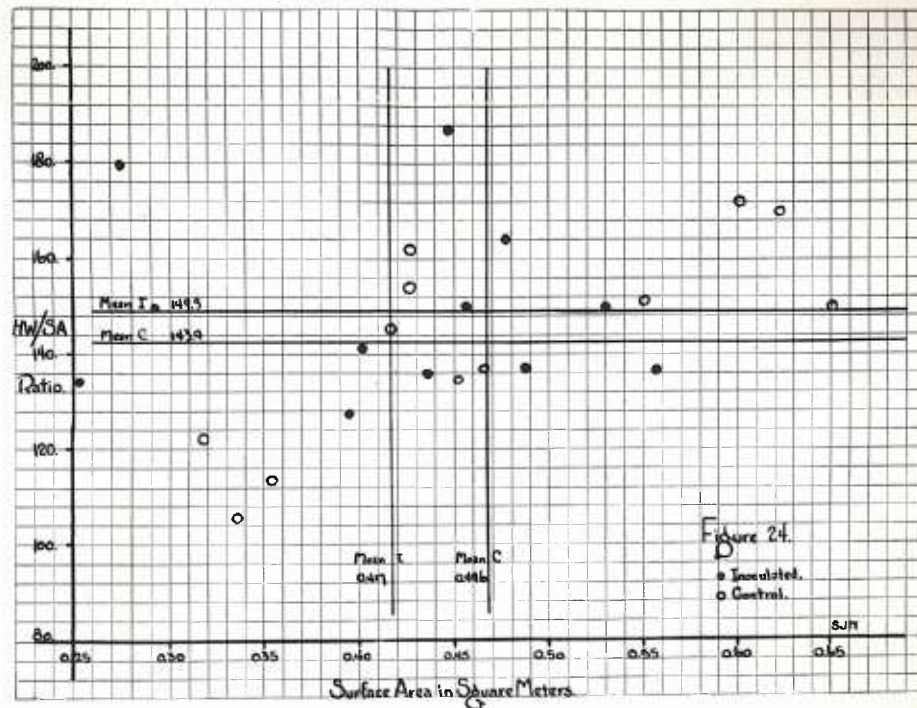 200.
180.
160.
Mean I. 149.5
HW/SA
Mean C 143.9
140.
Ratio.
120.
100.
Figure 24.
Mean I
Mean C
0.417
0.446
Inoculated.
Control.
SJM
80.
0.25 0.30 0.35 0.40 0.45 0.50 0.55 0.60 0.65
Surface Area in Square Meters.